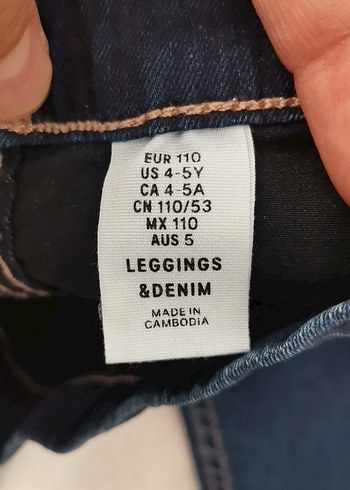 EUR 110
US 4-5Y
CA 4-5A
CN 110/53
MX 110
AUS 5
LEGGINGS
&DENIM
MADE IN
CAMBODIA